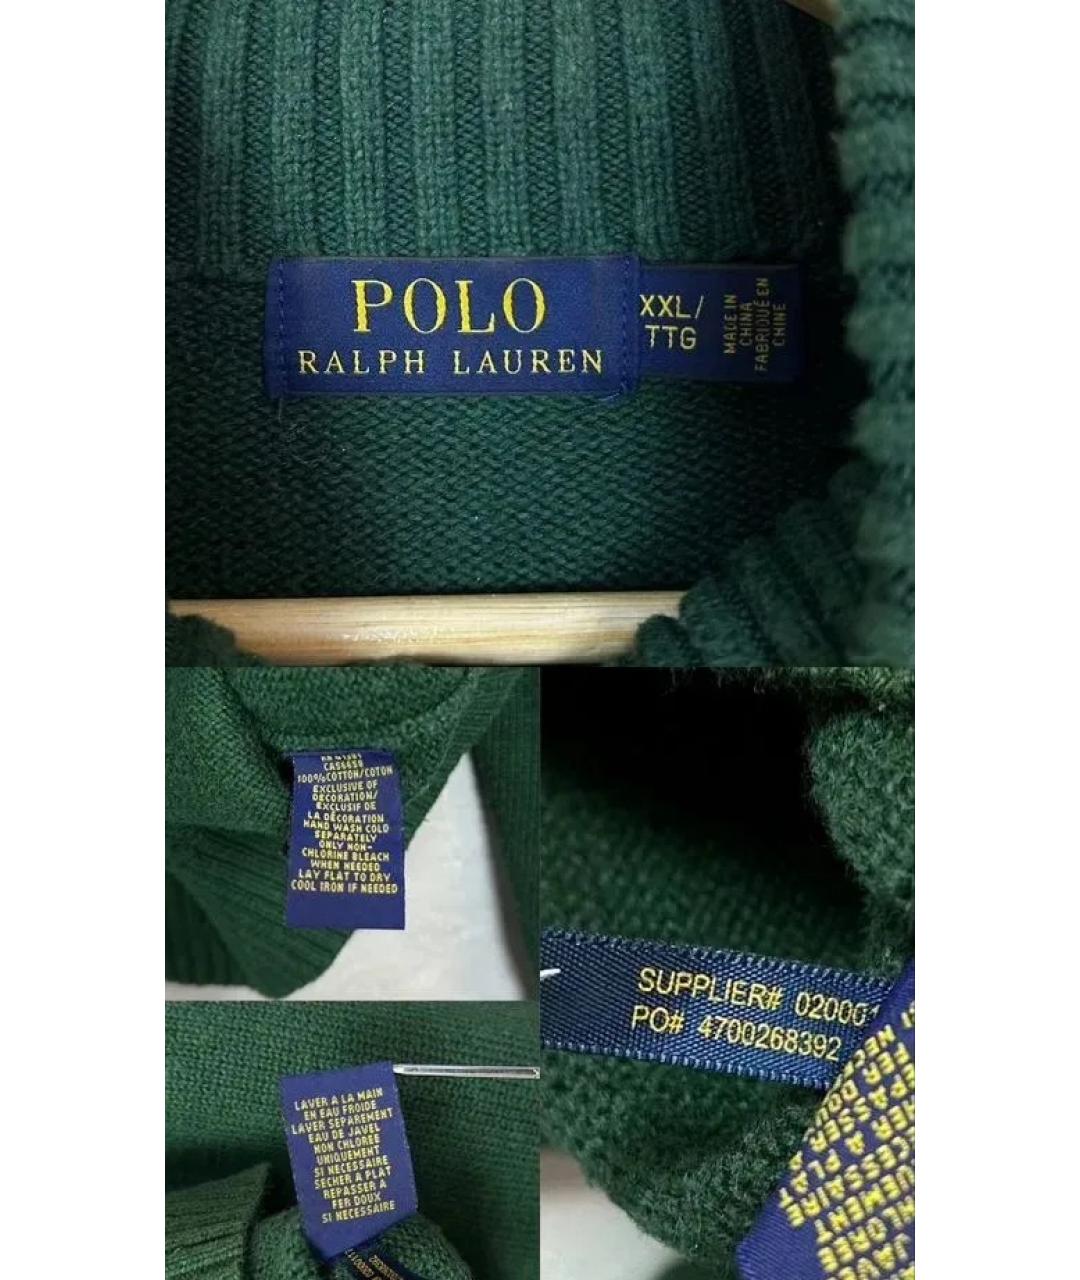 POLO
RALPH LAUREN
XXL/
TTG
MADE IN
CHINA
FABRIQUÉ EN
CHINE
100%COTTON/COTON
EXCLUSIVE OF
DECORATION/
EXCLUSIF DE
LA DÉCORATION
HAND WASH COLD
SEPARATELY
ONLY NON-
CHLORINE BLEACH
WHEN NEEDED
LAY FLAT TO DRY
COOL IRON IF NEEDED
SUPPLIER# 02000
PO# 4700268392
LAVER A LA MAIN
EN EAU FROIDE
LAVER SEPAREMENT
EAU DE JAVEL
NON CHLOREE
UNIQUEMENT
SI NECESSAIRE
SECHER A PLAT
REPASSER A
FER DOUX
SI NECESSAIRE